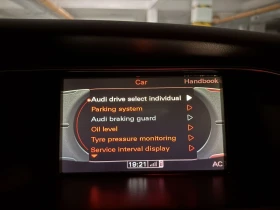 Car
Handbook
Audi drive select individual
Parking system
Audi braking guard
Oil level
Tyre pressure monitoring
Service interval display
19:21
AC